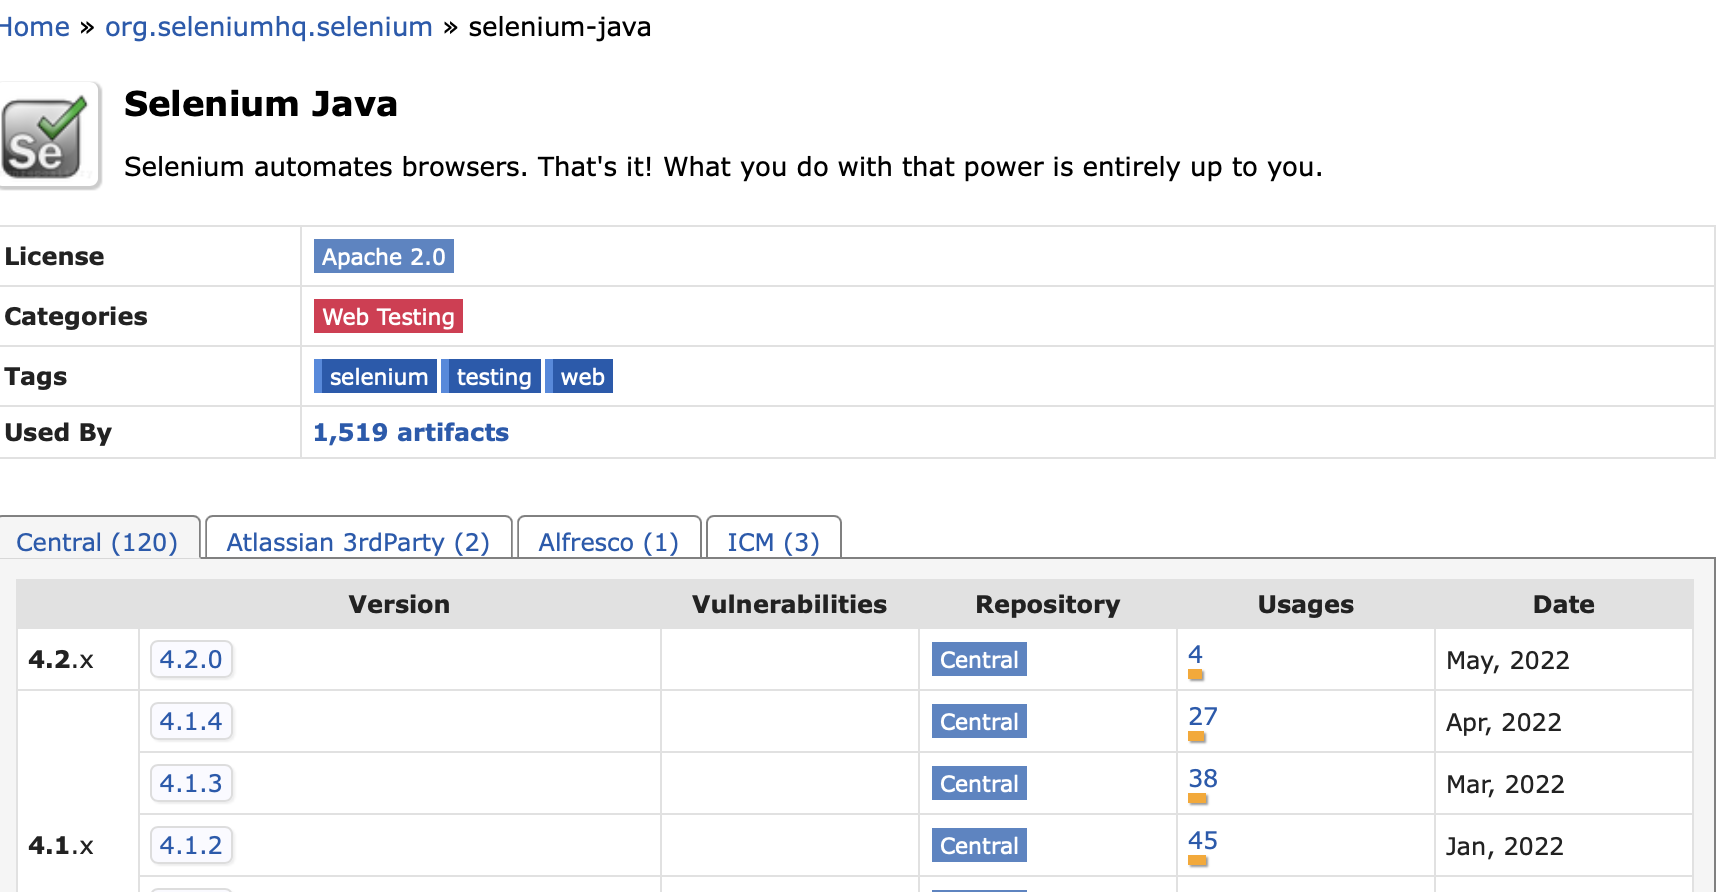 Home » org.seleniumhq.selenium » selenium-java
Se
Selenium Java
Selenium automates browsers. That's it! What you do with that power is entirely up to you.
License Apache 2.0
Categories Web Testing
Tags selenium testing web
Used By 1,519 artifacts
Central (120) Atlassian 3rdParty (2) Alfresco (1) ICM (3)
Version Vulnerabilities Repository Usages Date
4.2.x 4.2.0 Central 4 May, 2022
4.1.4 Central 27 Apr, 2022
4.1.3 Central 38 Mar, 2022
4.1.x 4.1.2 Central 45 Jan, 2022